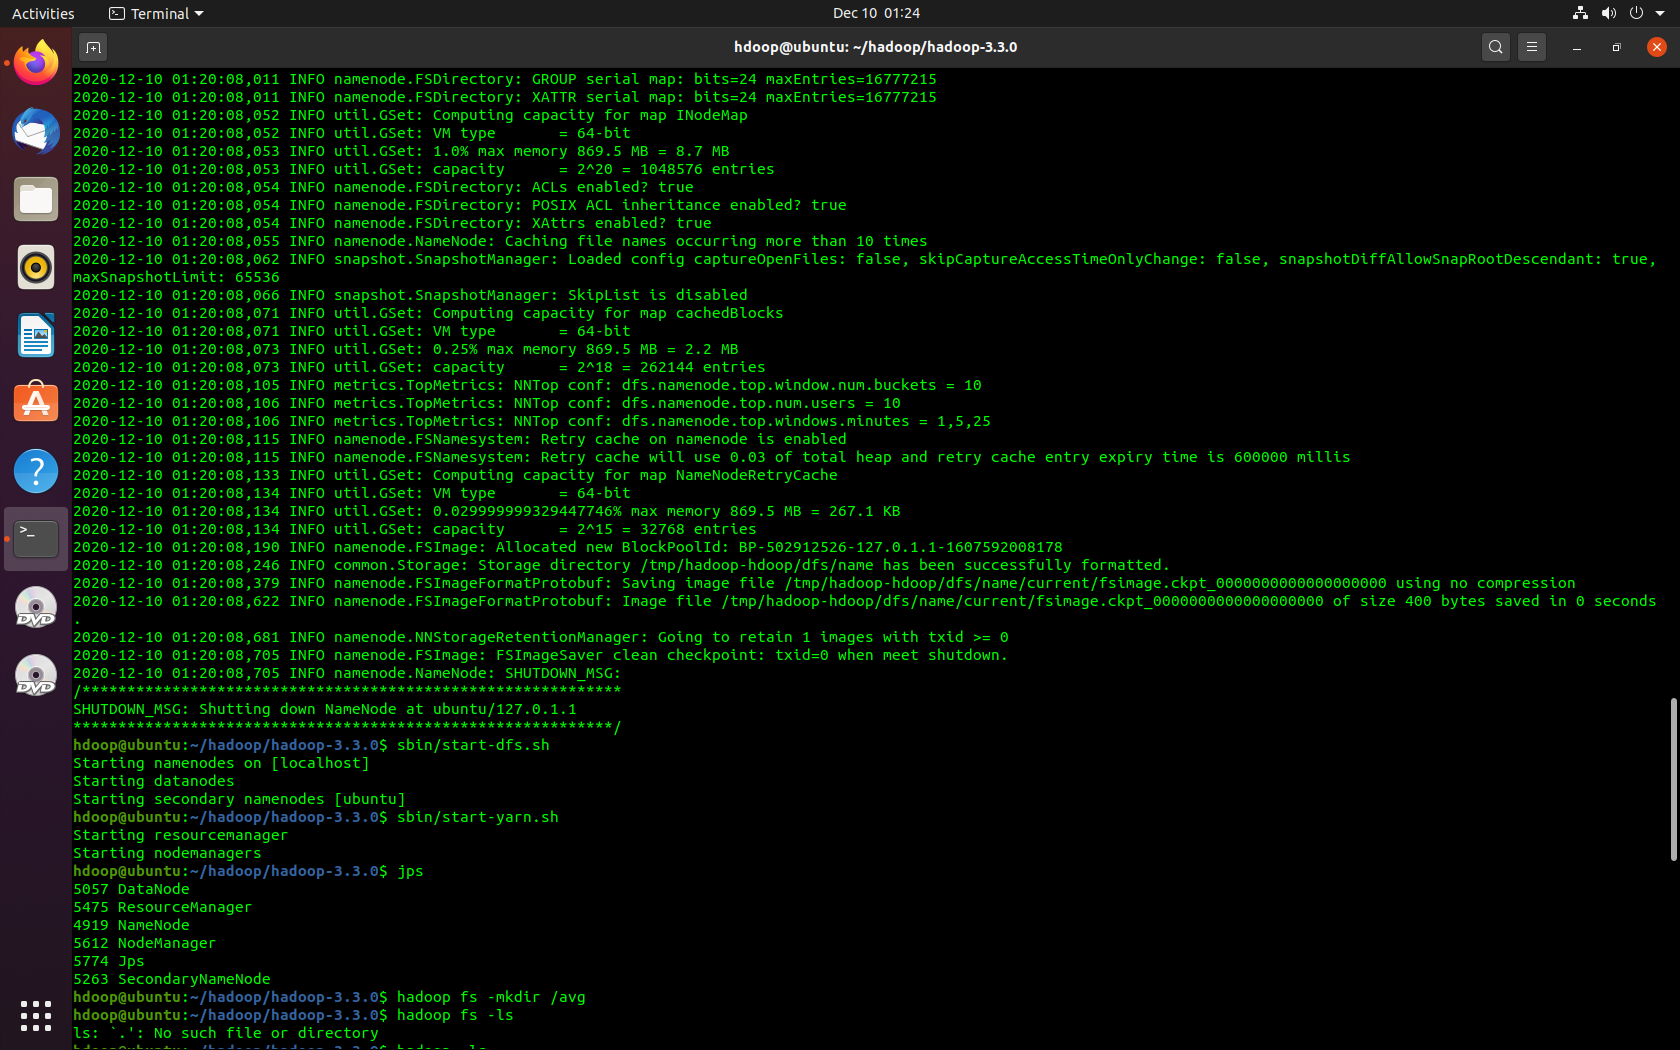 Activities
Terminal
Dec 10 01:24
hdoop@ubuntu: ~/hadoop/hadoop-3.3.0
2020-12-10 01:20:08,011 INFO namenode.FSDirectory: GROUP serial map: bits=24 maxEntries=16777215
2020-12-10 01:20:08,011 INFO namenode.FSDirectory: XATTR serial map: bits=24 maxEntries=16777215
2020-12-10 01:20:08,052 INFO util.GSet: Computing capacity for map INodeMap
2020-12-10 01:20:08,052 INFO util.GSet: VM type       = 64-bit
2020-12-10 01:20:08,053 INFO util.GSet: 1.0% max memory 869.5 MB = 8.7 MB
2020-12-10 01:20:08,053 INFO util.GSet: capacity      = 2^20 = 1048576 entries
2020-12-10 01:20:08,054 INFO namenode.FSDirectory: ACLs enabled? true
2020-12-10 01:20:08,054 INFO namenode.FSDirectory: POSIX ACL inheritance enabled? true
2020-12-10 01:20:08,054 INFO namenode.FSDirectory: XAttrs enabled? true
2020-12-10 01:20:08,055 INFO namenode.NameNode: Caching file names occurring more than 10 times
2020-12-10 01:20:08,062 INFO snapshot.SnapshotManager: Loaded config captureOpenFiles: false, skipCaptureAccessTimeOnlyChange: false, snapshotDiffAllowSnapRootDescendant: true,
maxSnapshotLimit: 65536
2020-12-10 01:20:08,066 INFO snapshot.SnapshotManager: SkipList is disabled
2020-12-10 01:20:08,071 INFO util.GSet: Computing capacity for map cachedBlocks
2020-12-10 01:20:08,071 INFO util.GSet: VM type       = 64-bit
2020-12-10 01:20:08,073 INFO util.GSet: 0.25% max memory 869.5 MB = 2.2 MB
2020-12-10 01:20:08,073 INFO util.GSet: capacity      = 2^18 = 262144 entries
2020-12-10 01:20:08,105 INFO metrics.TopMetrics: NNTop conf: dfs.namenode.top.window.num.buckets = 10
2020-12-10 01:20:08,106 INFO metrics.TopMetrics: NNTop conf: dfs.namenode.top.num.users = 10
2020-12-10 01:20:08,106 INFO metrics.TopMetrics: NNTop conf: dfs.namenode.top.windows.minutes = 1,5,25
2020-12-10 01:20:08,115 INFO namenode.FSNamesystem: Retry cache on namenode is enabled
2020-12-10 01:20:08,115 INFO namenode.FSNamesystem: Retry cache will use 0.03 of total heap and retry cache entry expiry time is 600000 millis
2020-12-10 01:20:08,133 INFO util.GSet: Computing capacity for map NameNodeRetryCache
2020-12-10 01:20:08,134 INFO util.GSet: VM type       = 64-bit
2020-12-10 01:20:08,134 INFO util.GSet: 0.029999999329447746% max memory 869.5 MB = 267.1 KB
2020-12-10 01:20:08,134 INFO util.GSet: capacity      = 2^15 = 32768 entries
2020-12-10 01:20:08,190 INFO namenode.FSImage: Allocated new BlockPoolId: BP-502912526-127.0.1.1-1607592008178
2020-12-10 01:20:08,246 INFO common.Storage: Storage directory /tmp/hadoop-hdoop/dfs/name has been successfully formatted.
2020-12-10 01:20:08,379 INFO namenode.FSImageFormatProtobuf: Saving image file /tmp/hadoop-hdoop/dfs/name/current/fsimage.ckpt_0000000000000000000 using no compression
2020-12-10 01:20:08,622 INFO namenode.FSImageFormatProtobuf: Image file /tmp/hadoop-hdoop/dfs/name/current/fsimage.ckpt_0000000000000000000 of size 400 bytes saved in 0 seconds
.
2020-12-10 01:20:08,681 INFO namenode.NNStorageRetentionManager: Going to retain 1 images with txid >= 0
2020-12-10 01:20:08,705 INFO namenode.FSImage: FSImageSaver clean checkpoint: txid=0 when meet shutdown.
2020-12-10 01:20:08,705 INFO namenode.NameNode: SHUTDOWN_MSG:
/************************************************************
SHUTDOWN_MSG: Shutting down NameNode at ubuntu/127.0.1.1
************************************************************/
hdoop@ubuntu:~/hadoop/hadoop-3.3.0$ sbin/start-dfs.sh
Starting namenodes on [localhost]
Starting datanodes
Starting secondary namenodes [ubuntu]
hdoop@ubuntu:~/hadoop/hadoop-3.3.0$ sbin/start-yarn.sh
Starting resourcemanager
Starting nodemanagers
hdoop@ubuntu:~/hadoop/hadoop-3.3.0$ jps
5057 DataNode
5475 ResourceManager
4919 NameNode
5612 NodeManager
5774 Jps
5263 SecondaryNameNode
hdoop@ubuntu:~/hadoop/hadoop-3.3.0$ hadoop fs -mkdir /avg
hdoop@ubuntu:~/hadoop/hadoop-3.3.0$ hadoop fs -ls
ls: `.': No such file or directory
DVD
DVD